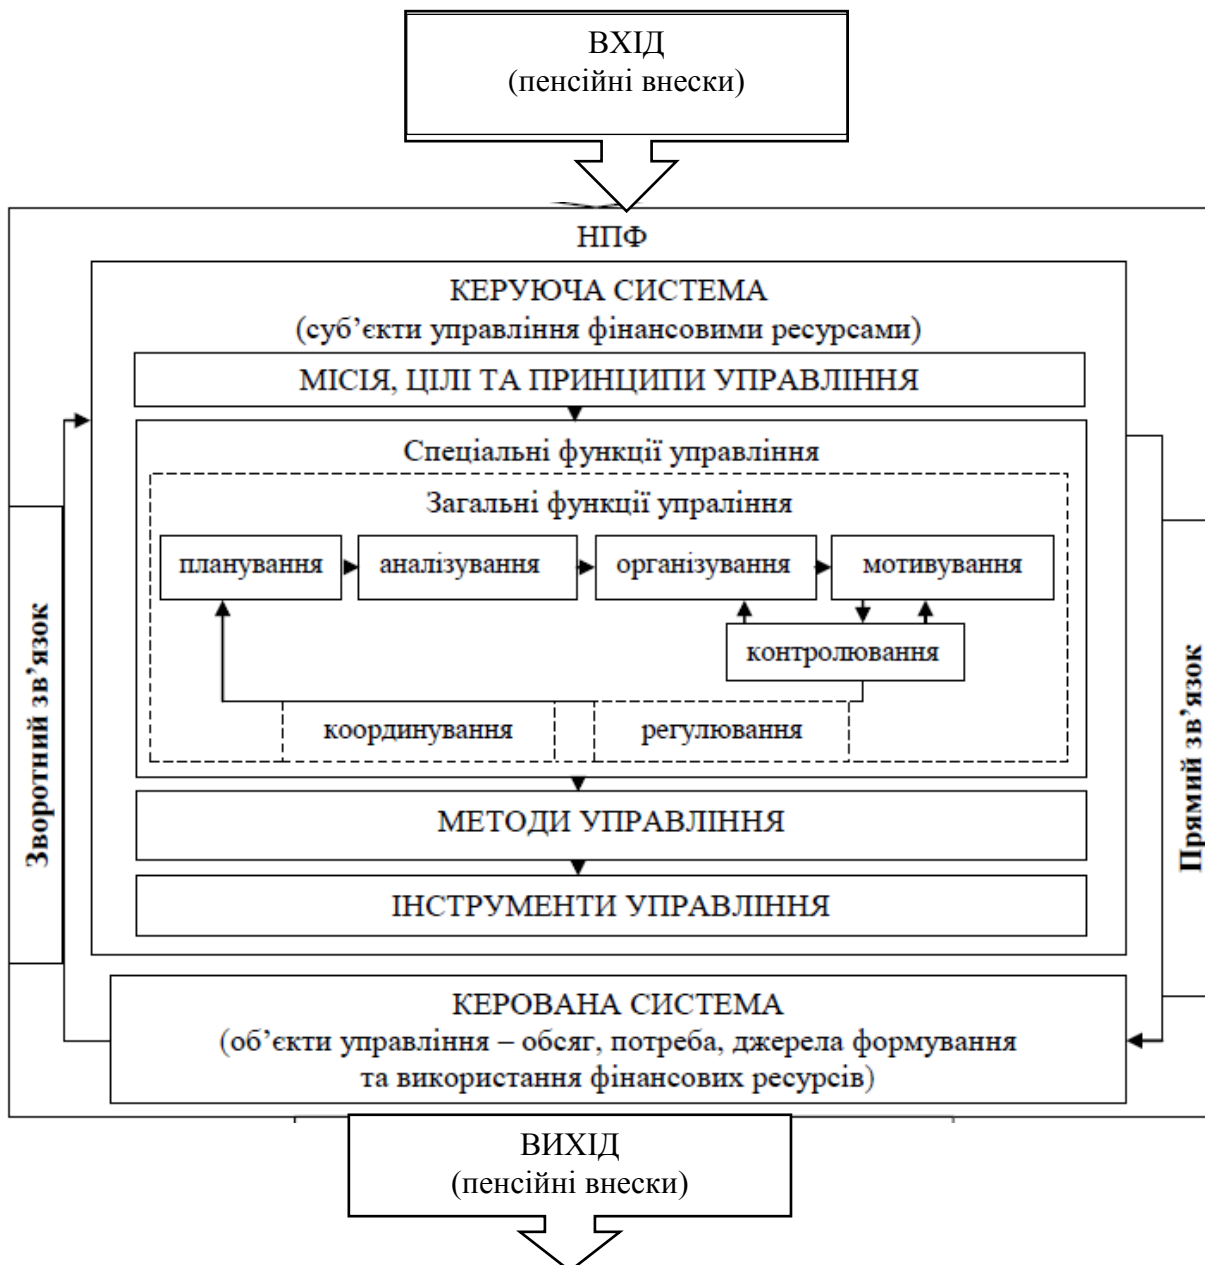 ВХІД
(пенсійні внески)
НПФ
КЕРУЮЧА СИСТЕМА
(суб’єкти управління фінансовими ресурсами)
МІСІЯ, ЦІЛІ ТА ПРИНЦИПИ УПРАВЛІННЯ
Спеціальні функції управління
Загальні функції упраління
планування
аналізування
організування
мотивування
контролювання
координування
регулювання
МЕТОДИ УПРАВЛІННЯ
ІНСТРУМЕНТИ УПРАВЛІННЯ
Зворотний зв’язок
Прямий зв’язок
КЕРОВАНА СИСТЕМА
(об’єкти управління – обсяг, потреба, джерела формування
та використання фінансових ресурсів)
ВИХІД
(пенсійні внески)